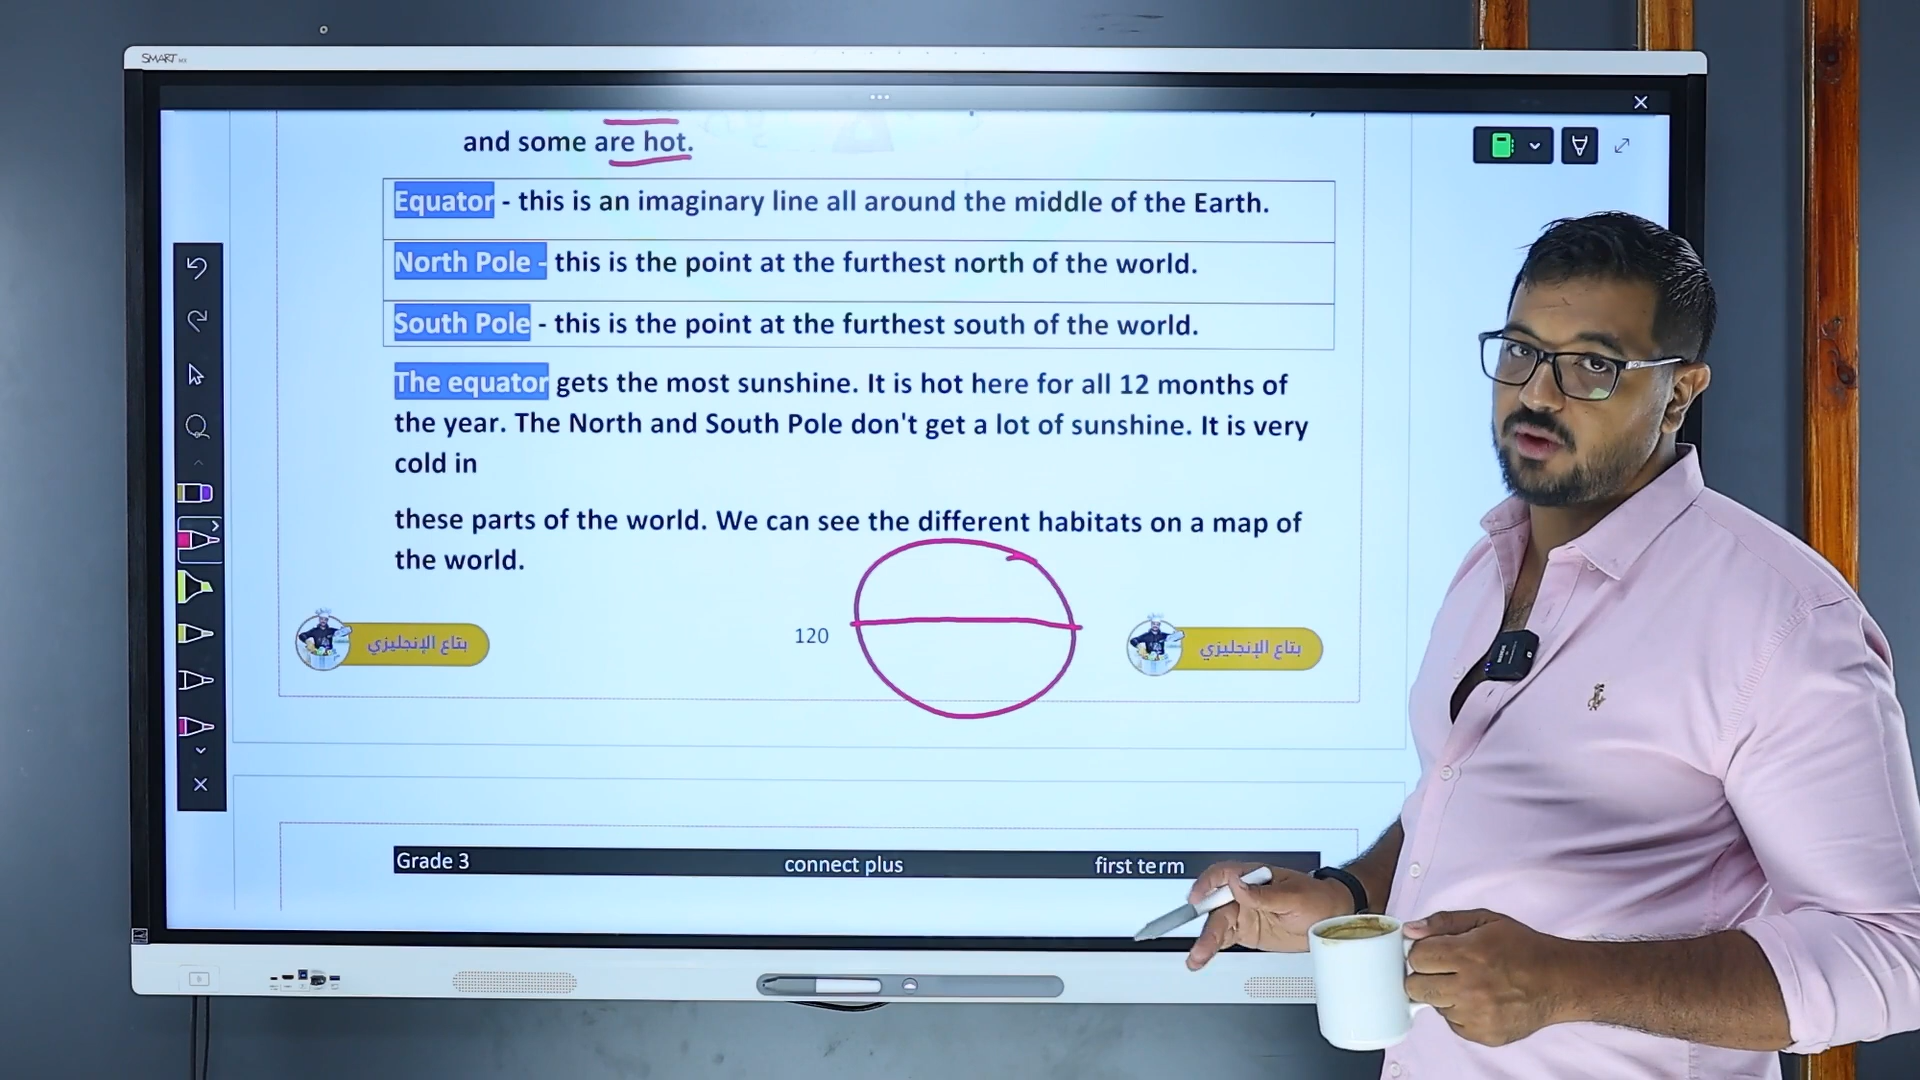 SMART
and some are hot.
Equator - this is an imaginary line all around the middle of the Earth.
North Pole - this is the point at the furthest north of the world.
South Pole - this is the point at the furthest south of the world.
The equator gets the most sunshine. It is hot here for all 12 months of
the year. The North and South Pole don't get a lot of sunshine. It is very
cold in
these parts of the world. We can see the different habitats on a map of
the world.
بتاع الإنجليزي
120
بتاع الإنجليزي
Grade 3 connect plus first term